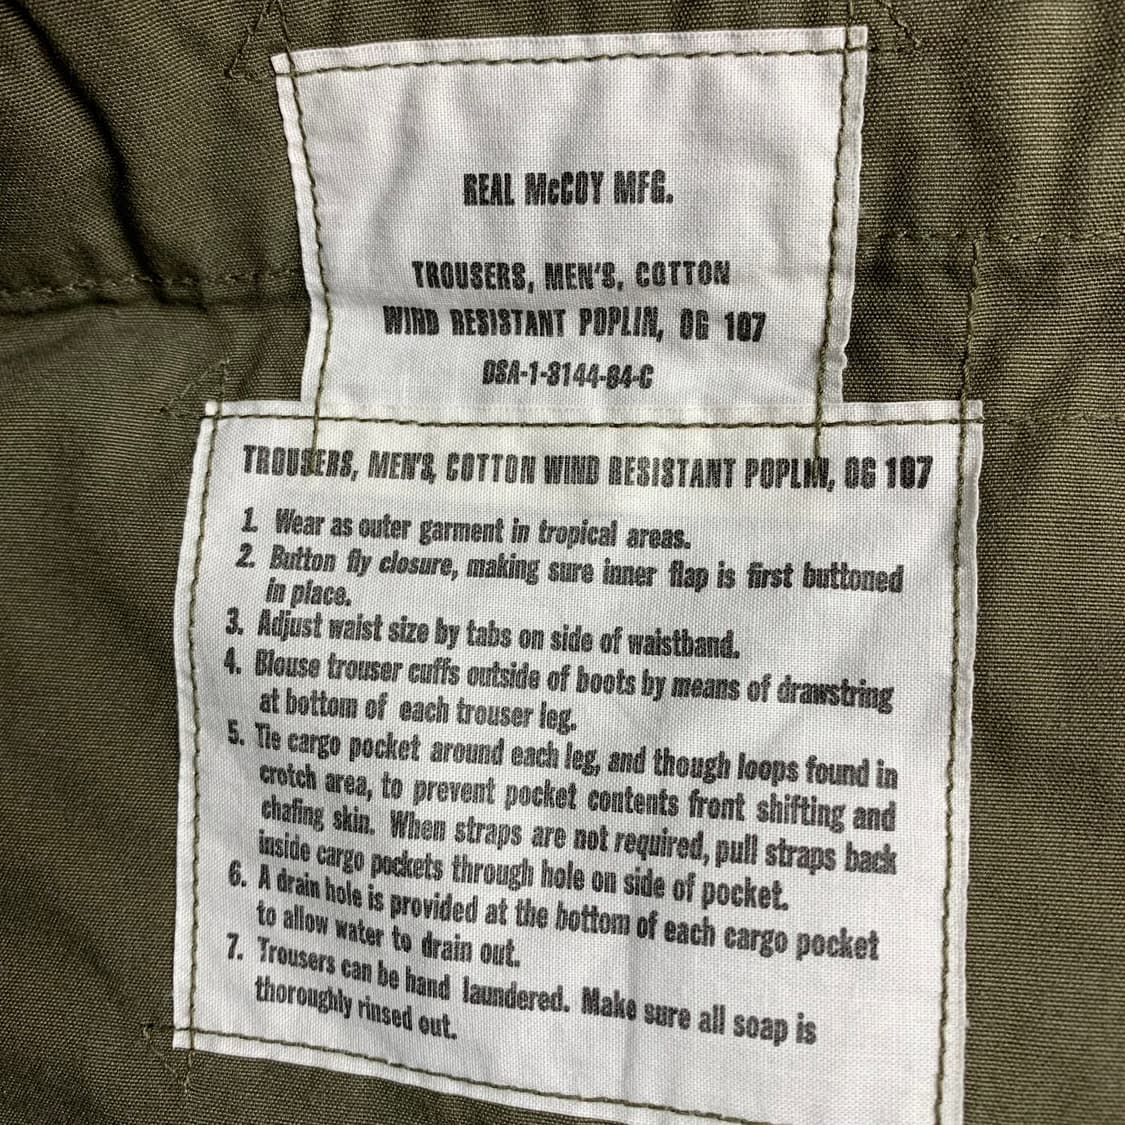 REAL McCOY MFG.
TROUSERS, MEN'S, COTTON
WIND RESISTANT POPLIN, OG 107
DSA-1-3144-64-C
TROUSERS, MEN'S, COTTON WIND RESISTANT POPLIN, OG 107
1. Wear as outer garment in tropical areas.
2. Button fly closure, making sure inner flap is first buttoned
in place.
3. Adjust waist size by tabs on side of waistband.
4. Blouse trouser cuffs outside of boots by means of drawstring
at bottom of each trouser leg.
5. Tie cargo pocket around each leg, and though loops found in
crotch area, to prevent pocket contents front shifting and
chafing skin. When straps are not required, pull straps back
inside cargo pockets through hole on side of pocket.
6. A drain hole is provided at the bottom of each cargo pocket
to allow water to drain out.
7. Trousers can be hand laundered. Make sure all soap is
thoroughly rinsed out.